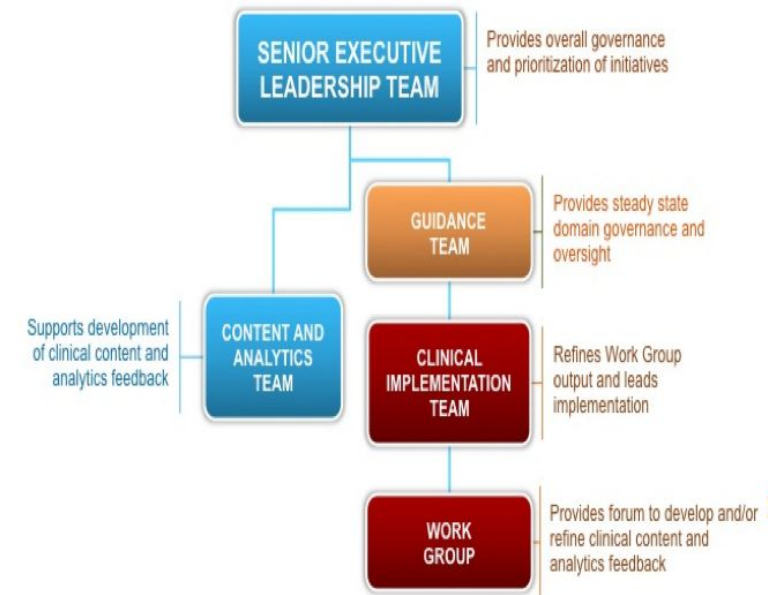 SENIOR EXECUTIVE
LEADERSHIP TEAM
Provides overall governance
and prioritization of initiatives
GUIDANCE
TEAM
Provides steady state
domain governance and
oversight
Supports development
of clinical content and
analytics feedback
CONTENT AND
ANALYTICS
TEAM
CLINICAL
IMPLEMENTATION
TEAM
Refines Work Group
output and leads
implementation
WORK
GROUP
Provides forum to develop and/or
refine clinical content and
analytics feedback